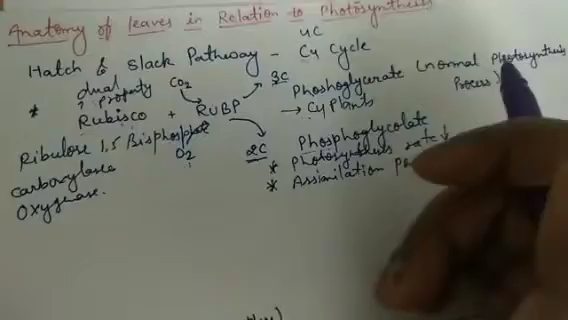 Anatomy of leaves in Relation to Photosynthesis
4C
Hatch & Slack Pathway - C4 Cycle
dual property
CO2
3C Phoshoglycerate (normal Photosynthesis Process)
* Rubisco + RUBP
→ C4 Plants
Ribulose 1,5 Bisphosphate
O2
2C Phosphoglycolate
carboxylase
* Photosynthesis rate ↓
Oxygenase.
* Assimilation